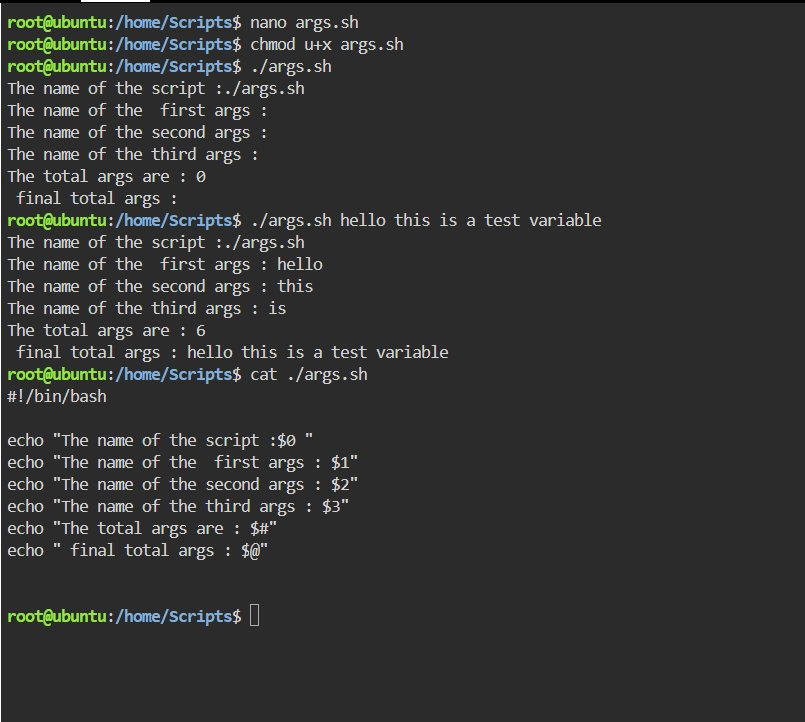 root@ubuntu:/home/Scripts$ nano args.sh
root@ubuntu:/home/Scripts$ chmod u+x args.sh
root@ubuntu:/home/Scripts$ ./args.sh
The name of the script :./args.sh
The name of the  first args :
The name of the second args :
The name of the third args :
The total args are : 0
 final total args :
root@ubuntu:/home/Scripts$ ./args.sh hello this is a test variable
The name of the script :./args.sh
The name of the  first args : hello
The name of the second args : this
The name of the third args : is
The total args are : 6
 final total args : hello this is a test variable
root@ubuntu:/home/Scripts$ cat ./args.sh
#!/bin/bash

echo "The name of the script :$0 "
echo "The name of the  first args : $1"
echo "The name of the second args : $2"
echo "The name of the third args : $3"
echo "The total args are : $#"
echo " final total args : $@"


root@ubuntu:/home/Scripts$